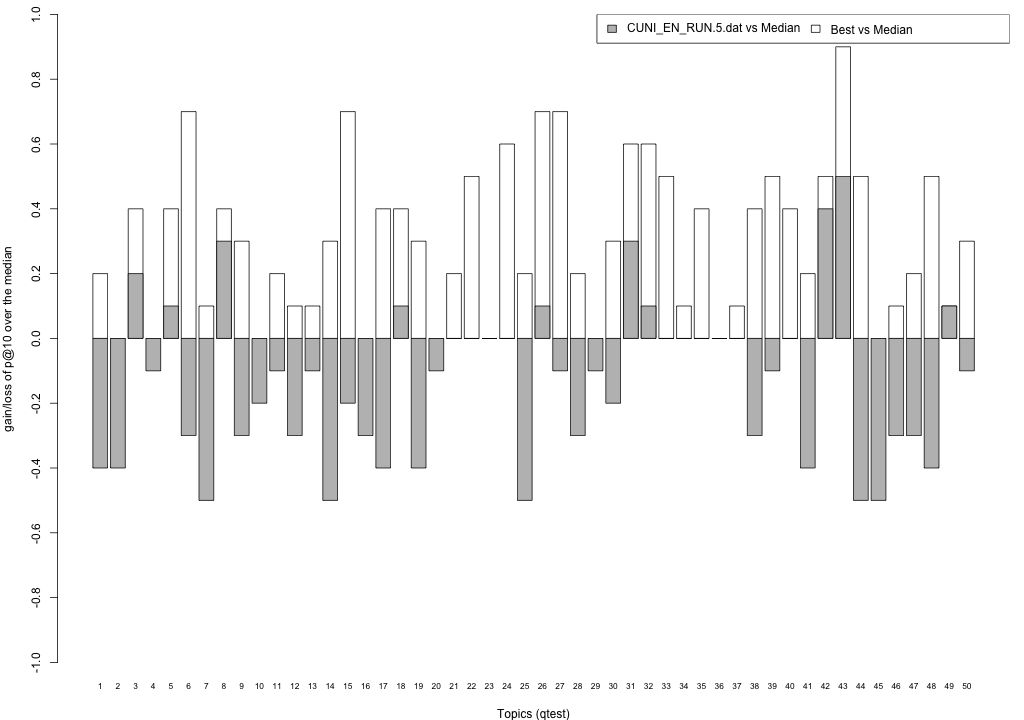 CUNI_EN_RUN.5.dat vs Median Best vs Median
gain/loss of p@10 over the median
1.0
0.8
0.6
0.4
0.2
0.0
-0.2
-0.4
-0.6
-0.8
-1.0
1 2 3 4 5 6 7 8 9 10 11 12 13 14 15 16 17 18 19 20 21 22 23 24 25 26 27 28 29 30 31 32 33 34 35 36 37 38 39 40 41 42 43 44 45 46 47 48 49 50
Topics (qtest)